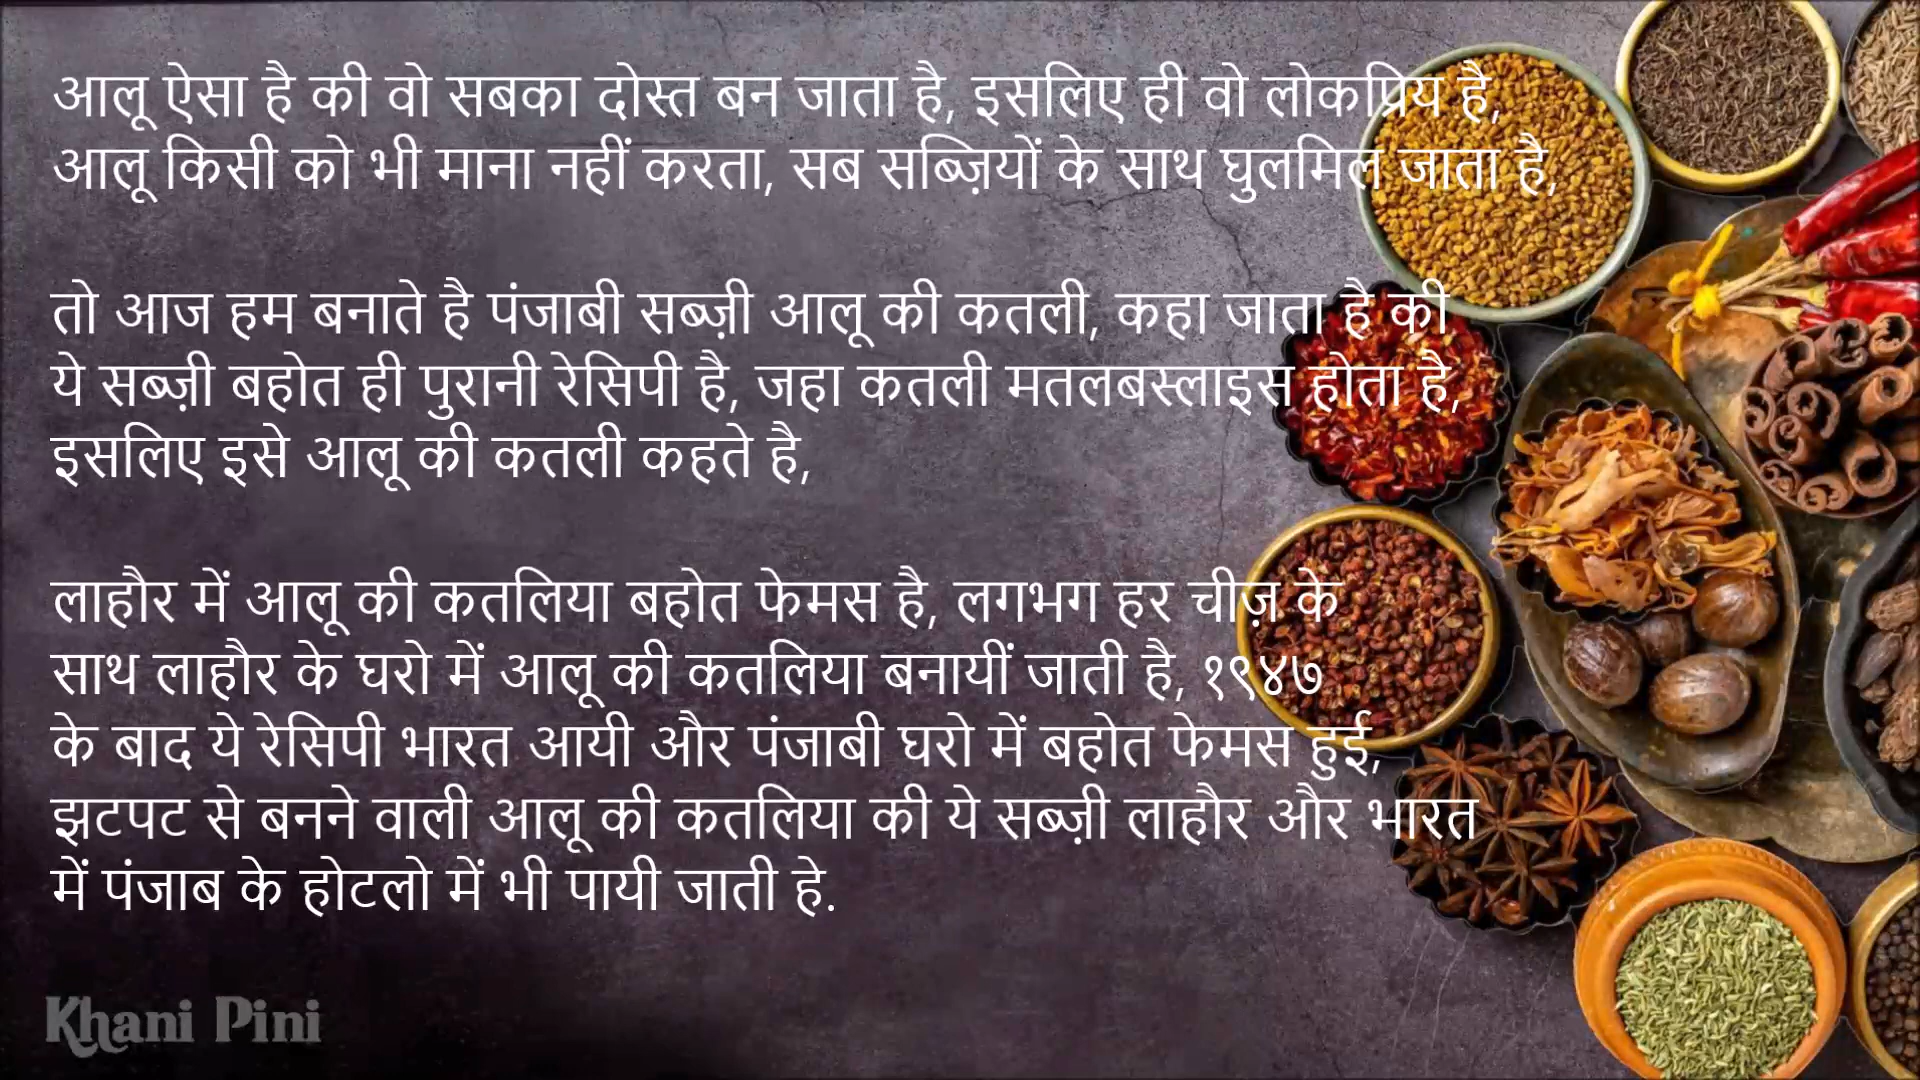 आलू ऐसा है की वो सबका दोस्त बन जाता है, इसलिए ही वो लोकप्रिय है,
आलू किसी को भी माना नहीं करता, सब सब्ज़ियों के साथ घुलमिल जाता है,
तो आज हम बनाते है पंजाबी सब्ज़ी आलू की कतली, कहा जाता है की
ये सब्ज़ी बहोत ही पुरानी रेसिपी है, जहा कतली मतलबस्लाइस होता है,
इसलिए इसे आलू की कतली कहते है,
लाहौर में आलू की कतलिया बहोत फेमस है, लगभग हर चीज़ के
साथ लाहौर के घरो में आलू की कतलिया बनायीं जाती है, १९४७
के बाद ये रेसिपी भारत आयी और पंजाबी घरो में बहोत फेमस हुई,
झटपट से बनने वाली आलू की कतलिया की ये सब्ज़ी लाहौर और भारत
में पंजाब के होटलो में भी पायी जाती हे.
Khani Pini